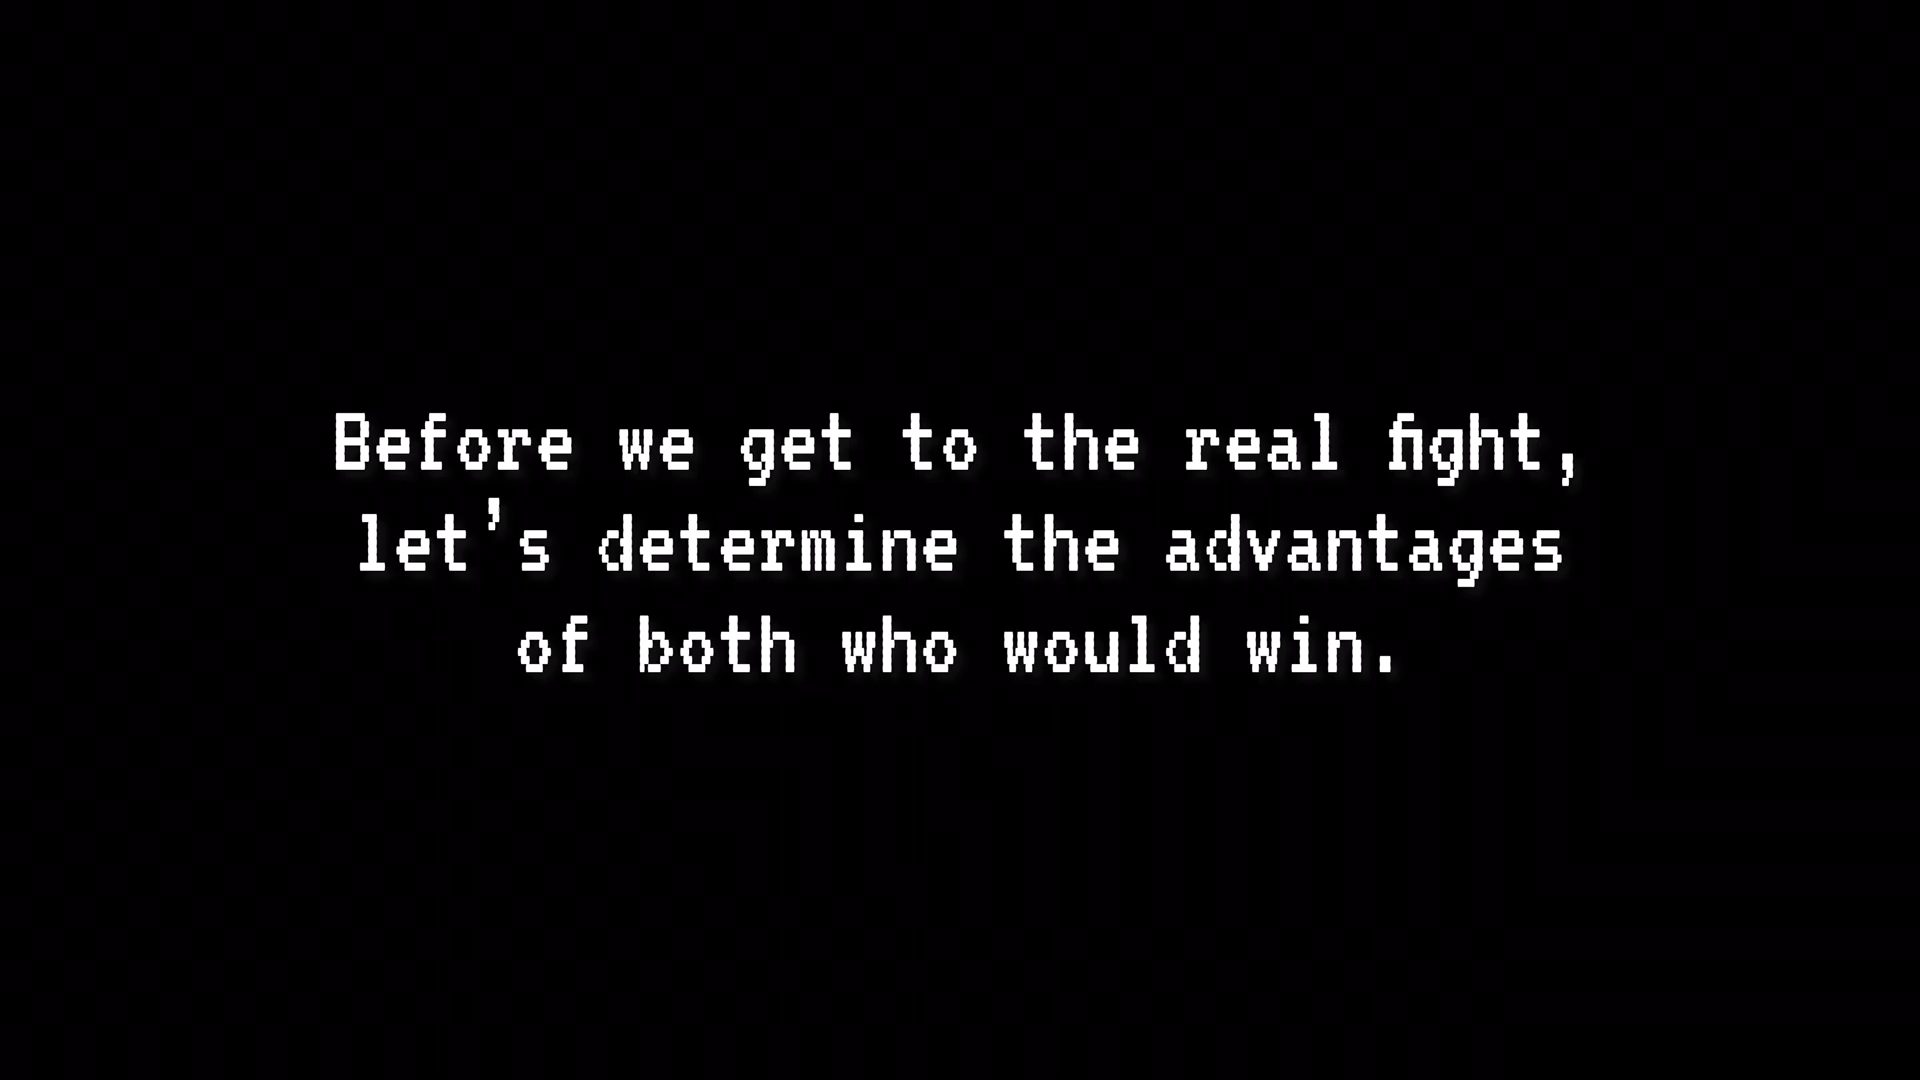 Before we get to the real fight,
let's determine the advantages
of both who would win.